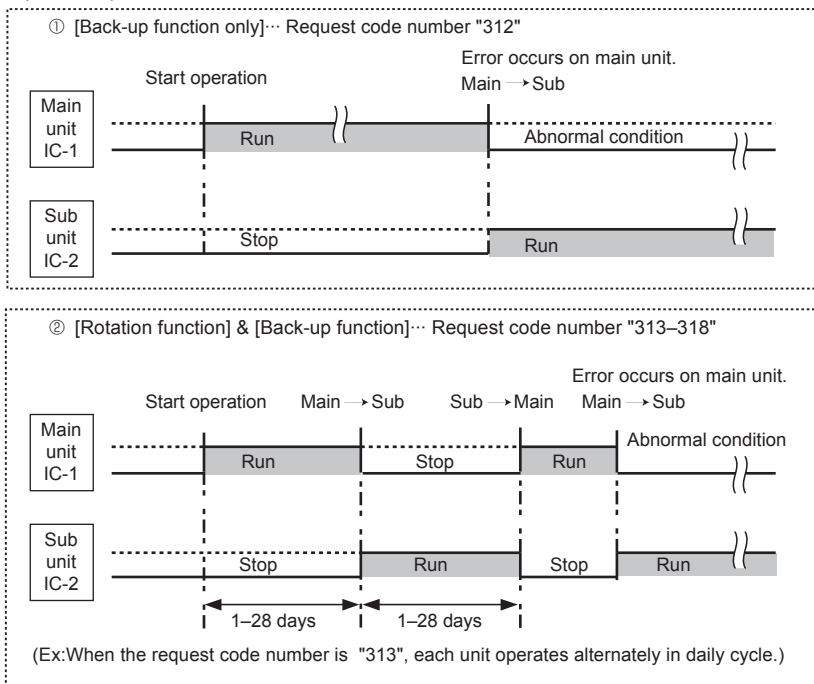 ① [Back-up function only]··· Request code number "312"
Error occurs on main unit.
Start operation
Main → Sub
Main
unit
IC-1
Run
Abnormal condition
Sub
unit
IC-2
Stop
Run
② [Rotation function] & [Back-up function]··· Request code number "313–318"
Error occurs on main unit.
Start operation Main → Sub Sub → Main Main → Sub
Main
unit
IC-1
Run
Stop
Run
Abnormal condition
Sub
unit
IC-2
Stop
Run
Stop
Run
1–28 days 1–28 days
(Ex:When the request code number is "313", each unit operates alternately in daily cycle.)